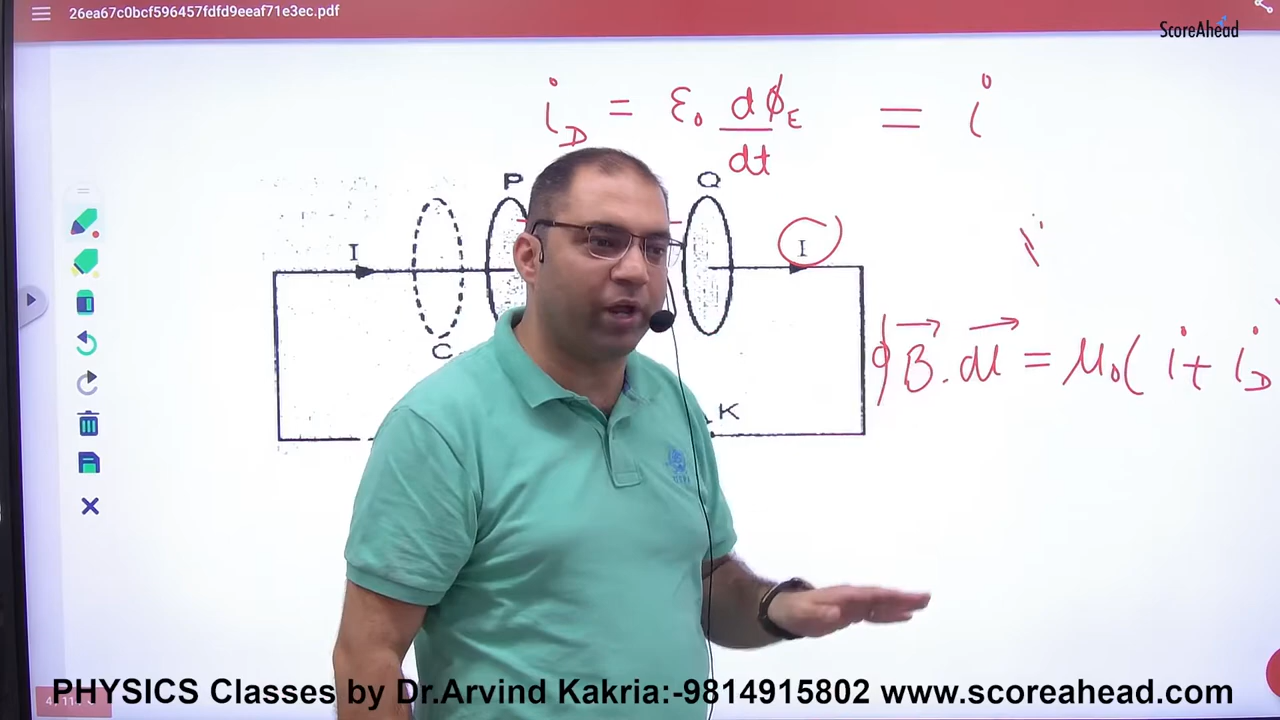 26ea67c0bcf596457fdfd9eeaf71e3ec.pdf
ScoreAhead
i_D = ε₀ dϕ_E/dt = i
P
Q
I
I
C
K
∮ B⃗ . dl⃗ = μ₀( i + i_D
PHYSICS Classes by Dr.Arvind Kakria:-9814915802 www.scoreahead.com